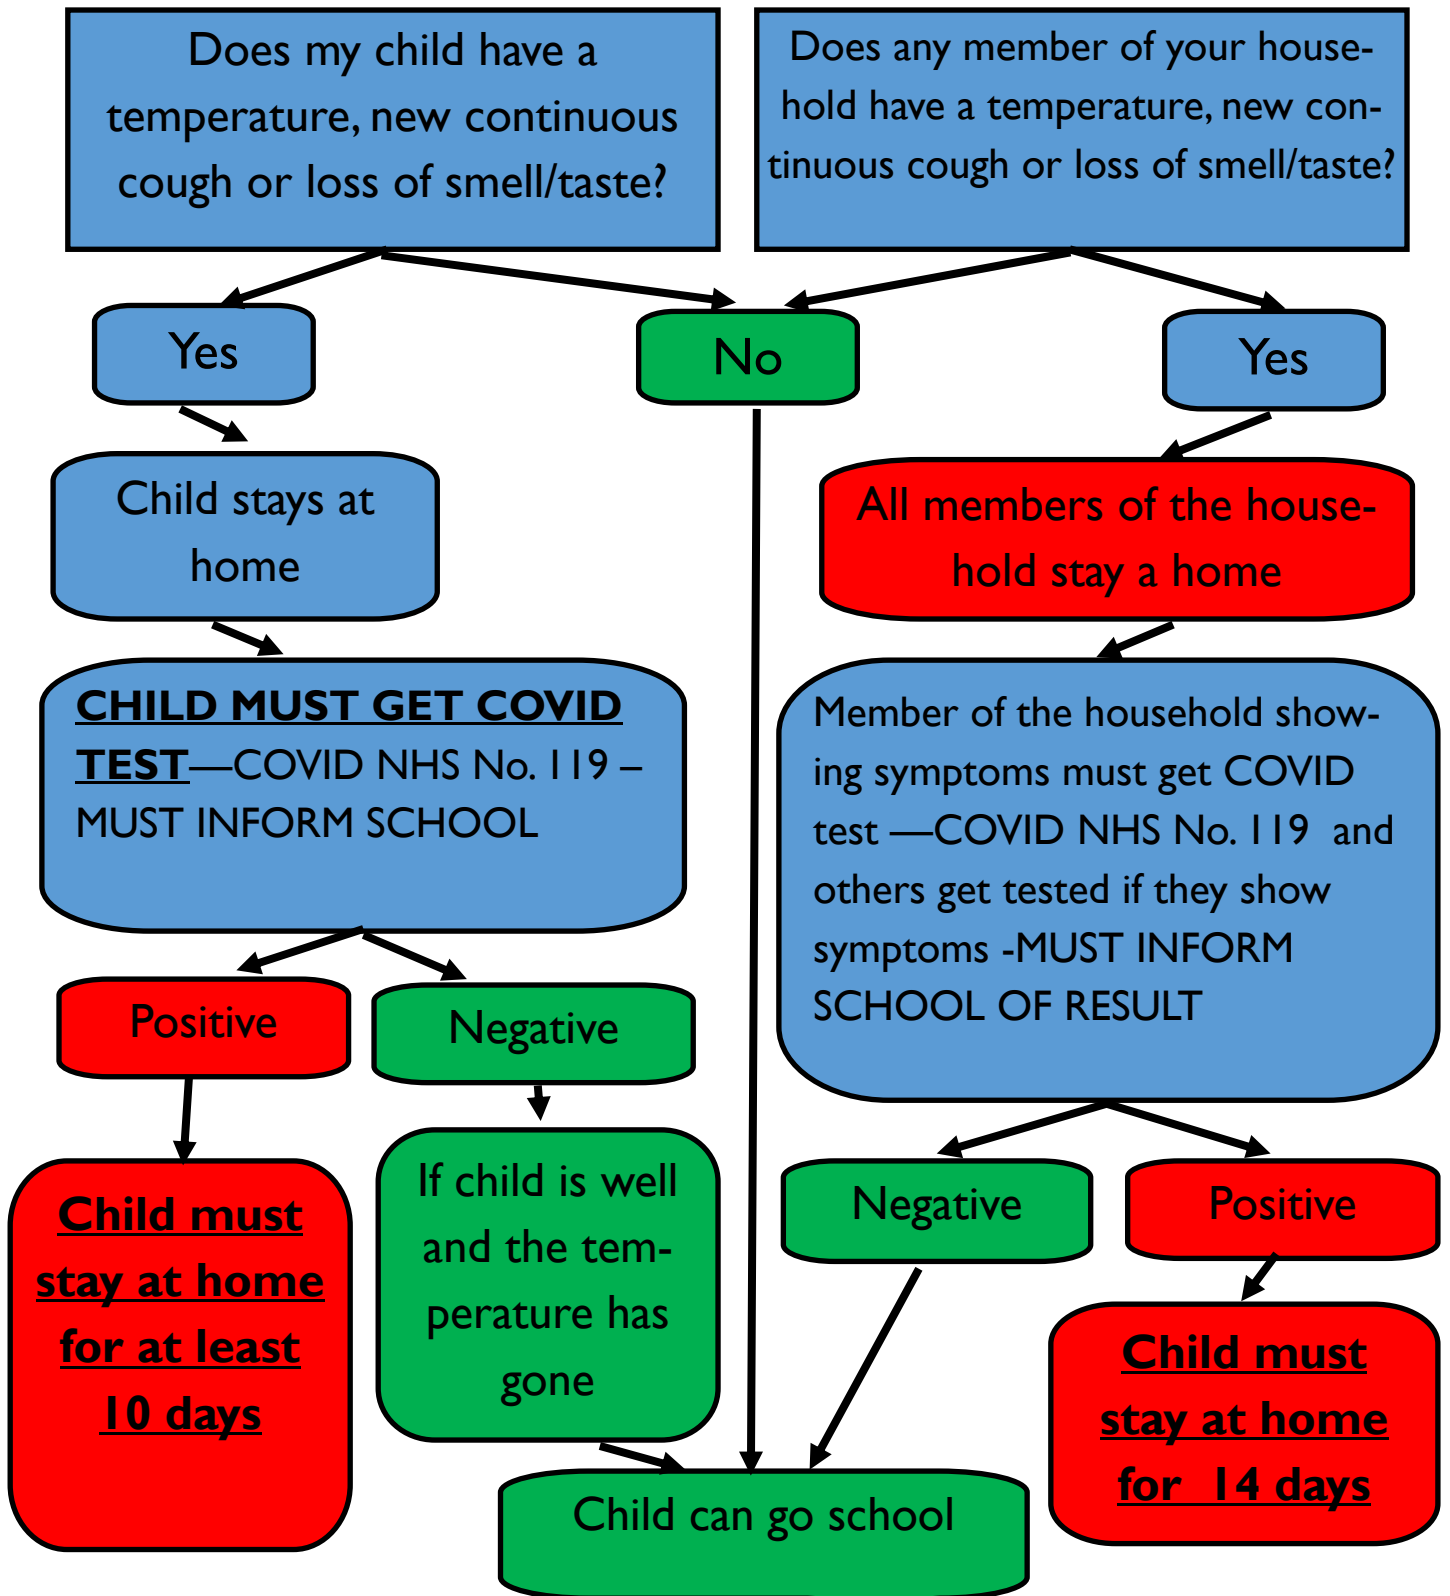 Does my child have a
temperature, new continuous
cough or loss of smell/taste?
Does any member of your house-
hold have a temperature, new con-
tinuous cough or loss of smell/taste?
Yes
No
Yes
Child stays at
home
All members of the house-
hold stay a home
CHILD MUST GET COVID
TEST—COVID NHS No. 119 –
MUST INFORM SCHOOL
Member of the household show-
ing symptoms must get COVID
test —COVID NHS No. 119  and
others get tested if they show
symptoms -MUST INFORM
SCHOOL OF RESULT
Positive
Negative
Child must
stay at home
for at least
10 days
If child is well
and the tem-
perature has
gone
Negative
Positive
Child must
stay at home
for  14 days
Child can go school